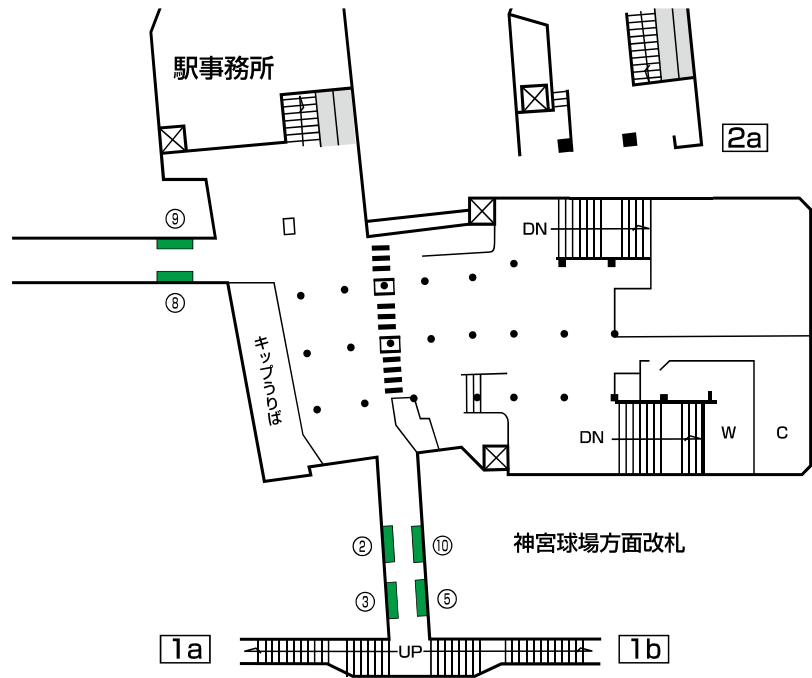 駅事務所
2a
⑨
DN
⑧
キップうりば
DN
W C
② ⑩
神宮球場方面改札
③ ⑤
1a
UP
1b